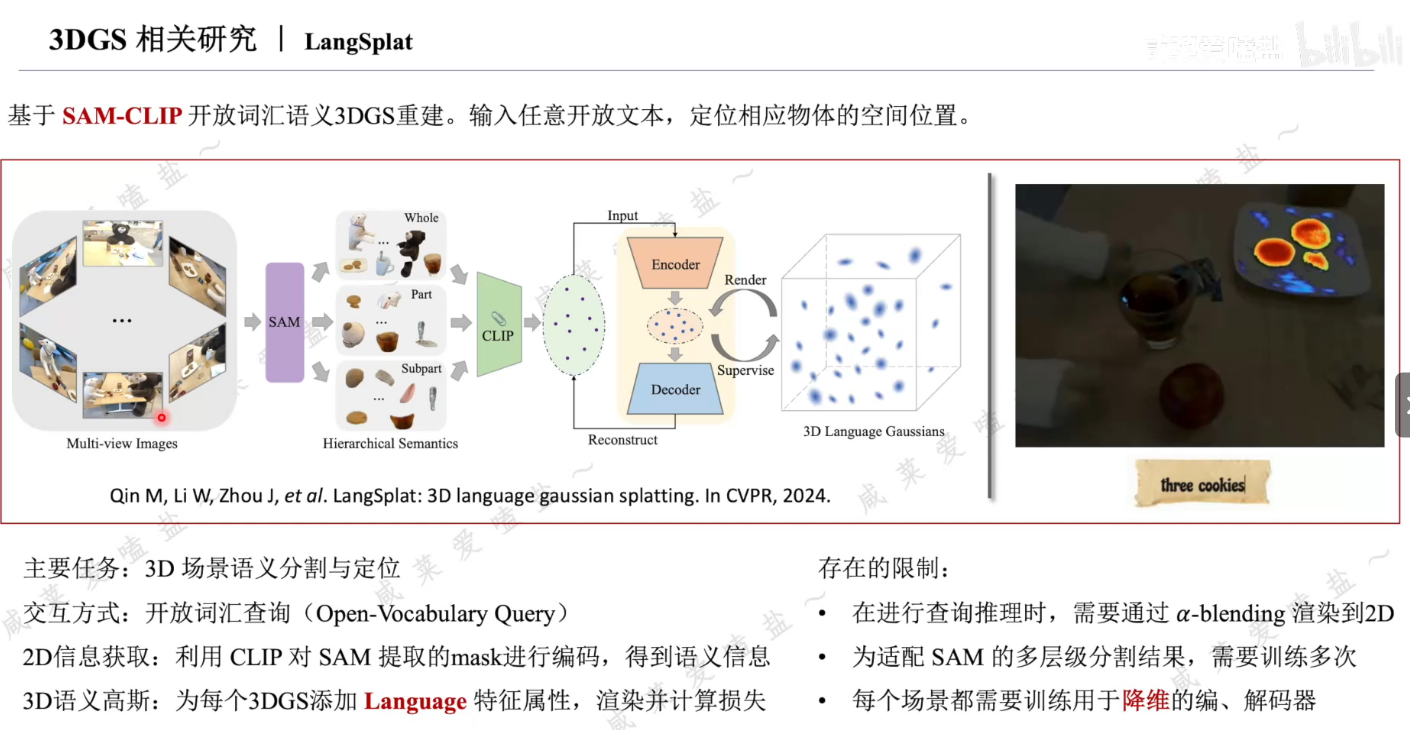 3DGS 相关研究 | LangSplat
bilibili
基于 SAM-CLIP 开放词汇语义3DGS重建。输入任意开放文本，定位相应物体的空间位置。
Multi-view Images
SAM
Whole
...
Part
...
Subpart
...
Hierarchical Semantics
CLIP
Input
Encoder
Decoder
Reconstruct
Render
Supervise
3D Language Gaussians
three cookies
Qin M, Li W, Zhou J, et al. LangSplat: 3D language gaussian splatting. In CVPR, 2024.
主要任务：3D 场景语义分割与定位
交互方式：开放词汇查询（Open-Vocabulary Query）
2D信息获取：利用 CLIP 对 SAM 提取的mask进行编码，得到语义信息
3D语义高斯：为每个3DGS添加 Language 特征属性，渲染并计算损失
存在的限制：
• 在进行查询推理时，需要通过 α-blending 渲染到2D
• 为适配 SAM 的多层级分割结果，需要训练多次
• 每个场景都需要训练用于降维的编、解码器
咸莱爱嗑盐～